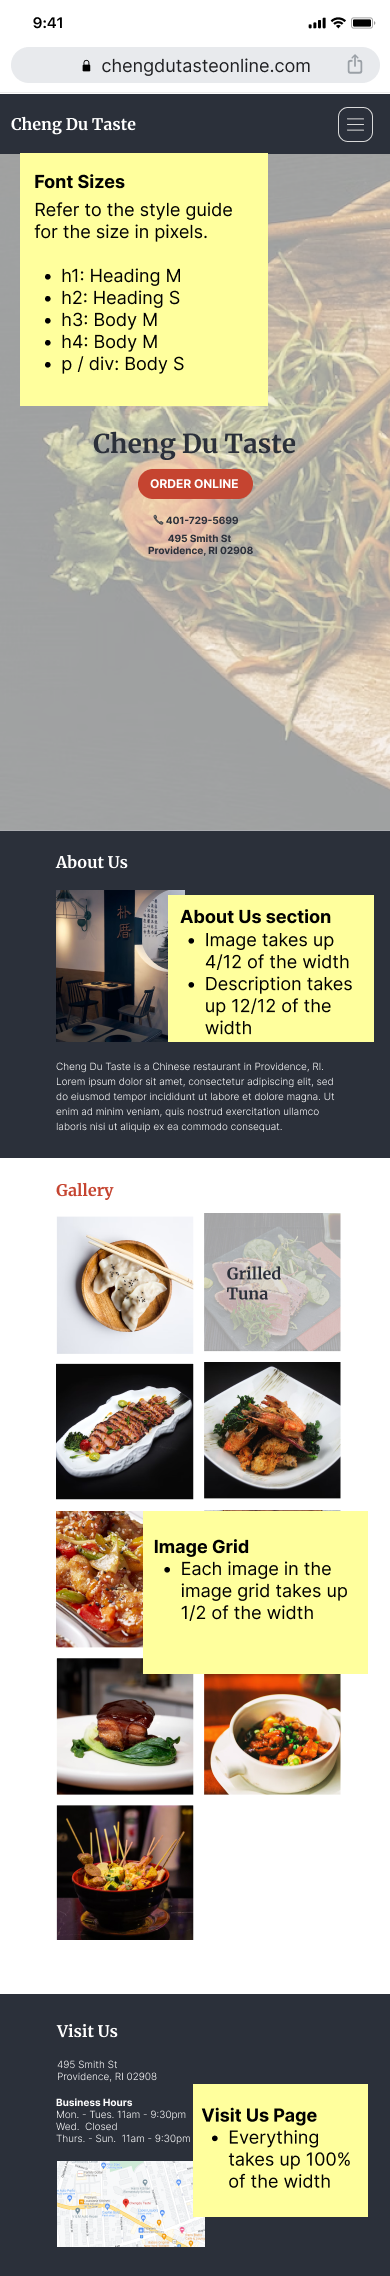 9:41
chengdutasteonline.com
Cheng Du Taste
Font Sizes
Refer to the style guide
for the size in pixels.
• h1: Heading M
• h2: Heading S
• h3: Body M
• h4: Body M
• p / div: Body S
Cheng Du Taste
ORDER ONLINE
401-729-5699
495 Smith St
Providence, RI 02908
About Us
朴
厝
About Us section
• Image takes up
4/12 of the width
• Description takes
up 12/12 of the
width
Cheng Du Taste is a Chinese restaurant in Providence, RI.
Lorem ipsum dolor sit amet, consectetur adipiscing elit, sed
do eiusmod tempor incididunt ut labore et dolore magna. Ut
enim ad minim veniam, quis nostrud exercitation ullamco
laboris nisi ut aliquip ex ea commodo consequat.
Gallery
Grilled
Tuna
Image Grid
• Each image in the
image grid takes up
1/2 of the width
Visit Us
495 Smith St
Providence, RI 02908
Business Hours
Mon. - Tues. 11am - 9:30pm
Wed. Closed
Thurs. - Sun. 11am - 9:30pm
Visit Us Page
• Everything
takes up 100%
of the width